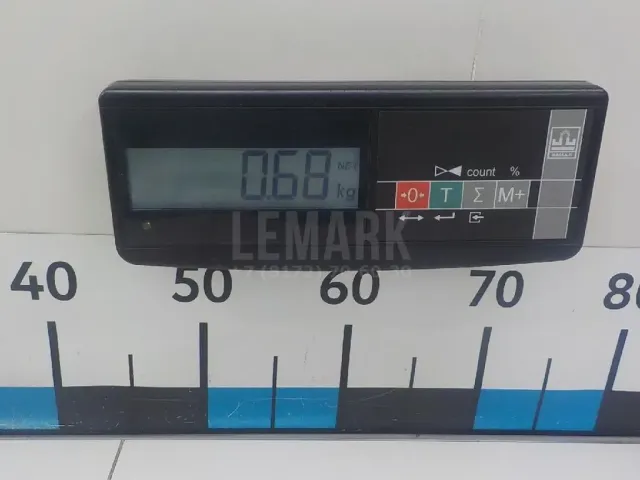 0.68
NET
kg
count %
→0← T Σ M+
LEMARK
40 50 60 70 80